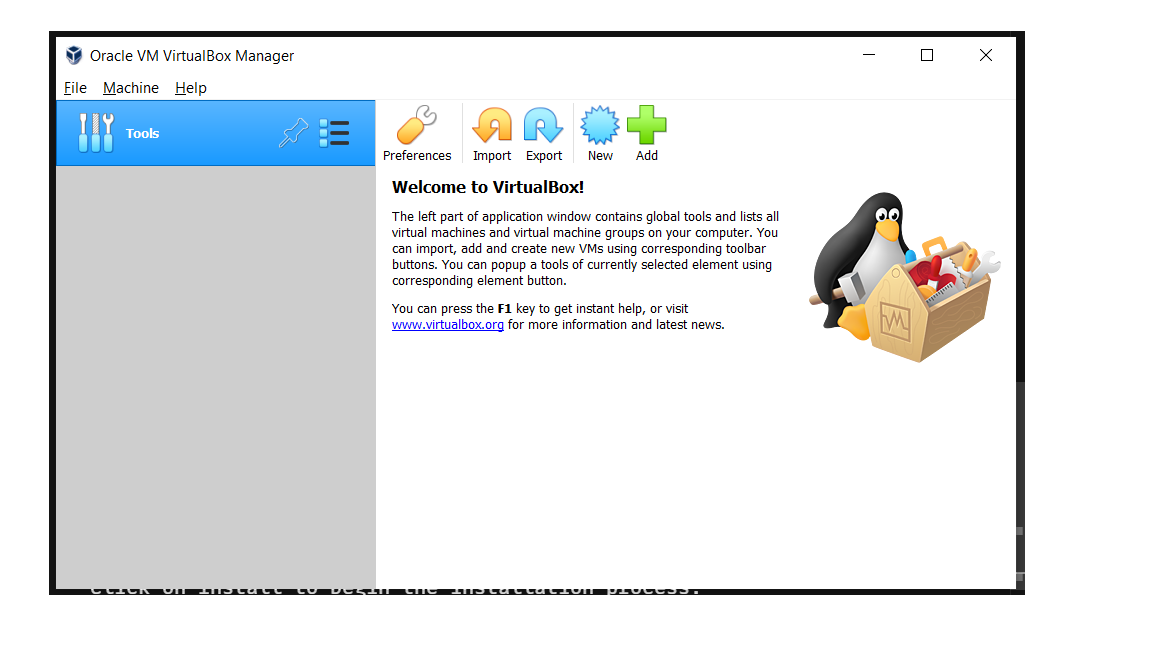 Oracle VM VirtualBox Manager
File Machine Help
Tools
Preferences Import Export New Add
Welcome to VirtualBox!
The left part of application window contains global tools and lists all
virtual machines and virtual machine groups on your computer. You
can import, add and create new VMs using corresponding toolbar
buttons. You can popup a tools of currently selected element using
corresponding element button.
You can press the F1 key to get instant help, or visit
www.virtualbox.org for more information and latest news.
Click on Install to begin the installation process.